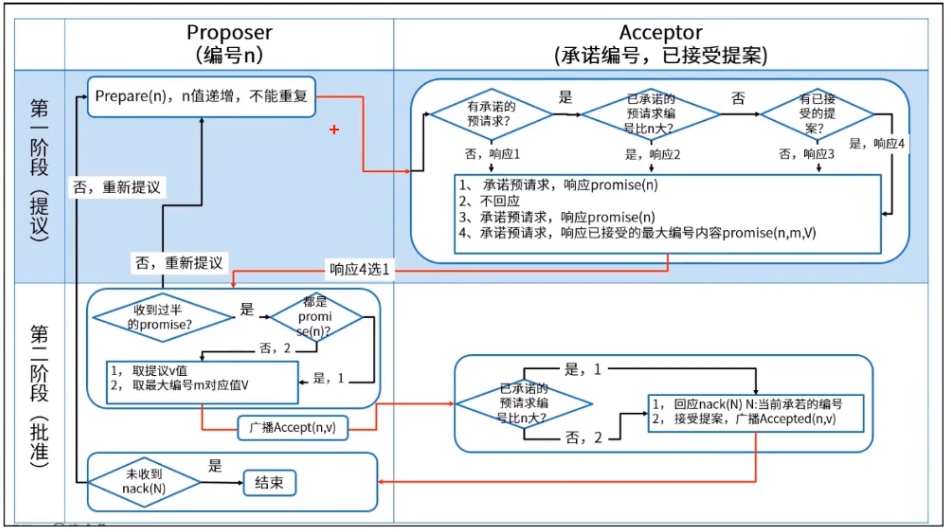 Proposer
（编号n）
Acceptor
(承诺编号，已接受提案)
第一阶段（提议）
Prepare(n)，n值递增，不能重复
有承诺的
预请求？
是
已承诺的
预请求编
号比n大？
否
有已接
受的提
案？
是，响应4
否，响应1
是，响应2
否，响应3
1、 承诺预请求，响应promise(n)
2、不回应
3、承诺预请求，响应promise(n)
4、承诺预请求，响应已接受的最大编号内容promise(n,m,V)
否，重新提议
否，重新提议
响应4选1
第二阶段（批准）
收到过半
的promise？
是
都是
promi
se(n)？
否，2
是，1
1， 取提议v值
2， 取最大编号m对应值V
广播Accept(n,v)
已承诺的
预请求编
号比n大？
是，1
否，2
1， 回应nack(N) N:当前承若的编号
2， 接受提案，广播Accepted(n,v)
未收到
nack(N)
是
结束